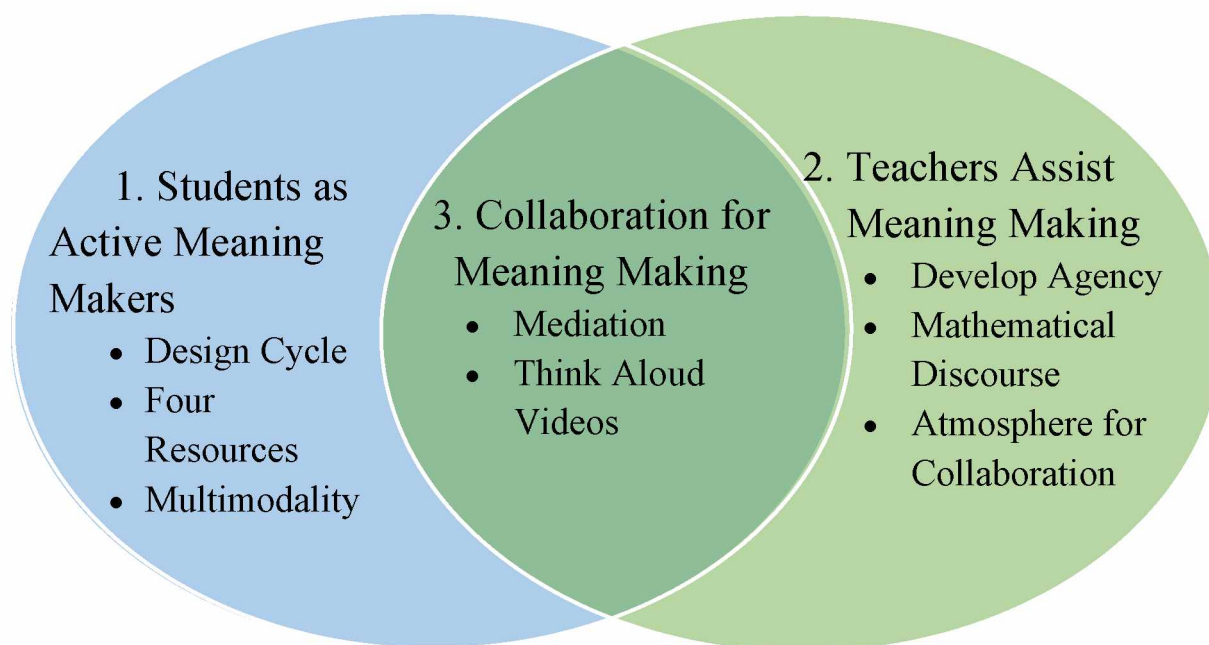 1. Students as
Active Meaning
Makers
• Design Cycle
• Four
Resources
• Multimodality
3. Collaboration for
Meaning Making
• Mediation
• Think Aloud
Videos
2. Teachers Assist
Meaning Making
• Develop Agency
• Mathematical
Discourse
• Atmosphere for
Collaboration